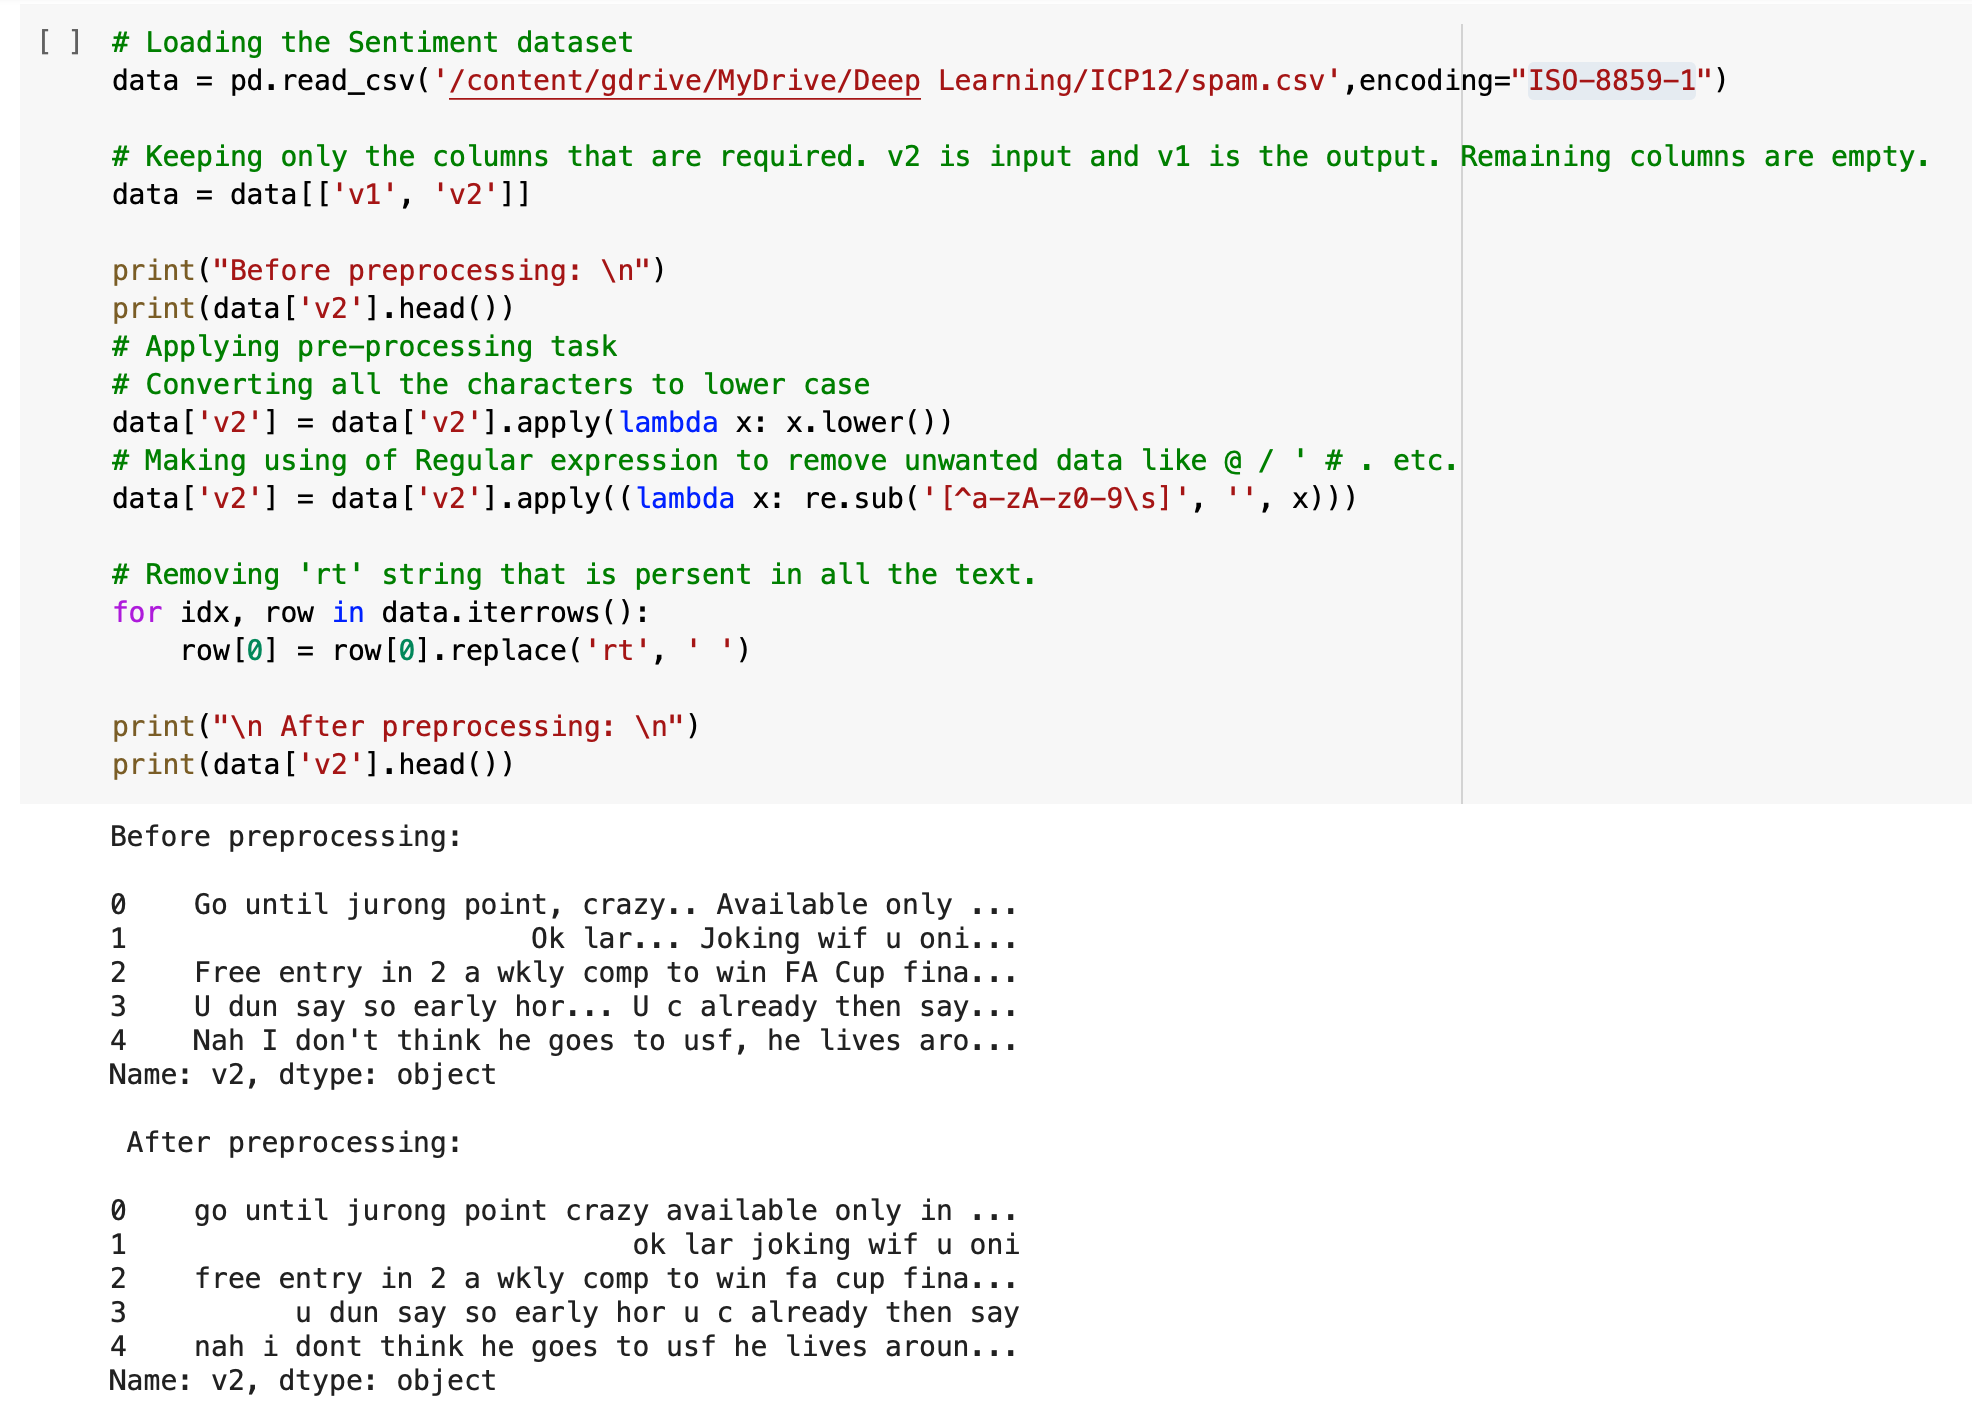 [ ] # Loading the Sentiment dataset
data = pd.read_csv('/content/gdrive/MyDrive/Deep Learning/ICP12/spam.csv',encoding="ISO-8859-1")
# Keeping only the columns that are required. v2 is input and v1 is the output. Remaining columns are empty.
data = data[['v1', 'v2']]
print("Before preprocessing: \n")
print(data['v2'].head())
# Applying pre-processing task
# Converting all the characters to lower case
data['v2'] = data['v2'].apply(lambda x: x.lower())
# Making using of Regular expression to remove unwanted data like @ / ' # . etc.
data['v2'] = data['v2'].apply((lambda x: re.sub('[^a-zA-z0-9\s]', '', x)))
# Removing 'rt' string that is persent in all the text.
for idx, row in data.iterrows():
    row[0] = row[0].replace('rt', ' ')
print("\n After preprocessing: \n")
print(data['v2'].head())
Before preprocessing:
0    Go until jurong point, crazy.. Available only ...
1                        Ok lar... Joking wif u oni...
2    Free entry in 2 a wkly comp to win FA Cup fina...
3    U dun say so early hor... U c already then say...
4    Nah I don't think he goes to usf, he lives aro...
Name: v2, dtype: object
 After preprocessing:
0    go until jurong point crazy available only in ...
1                              ok lar joking wif u oni
2    free entry in 2 a wkly comp to win fa cup fina...
3          u dun say so early hor u c already then say
4    nah i dont think he goes to usf he lives aroun...
Name: v2, dtype: object